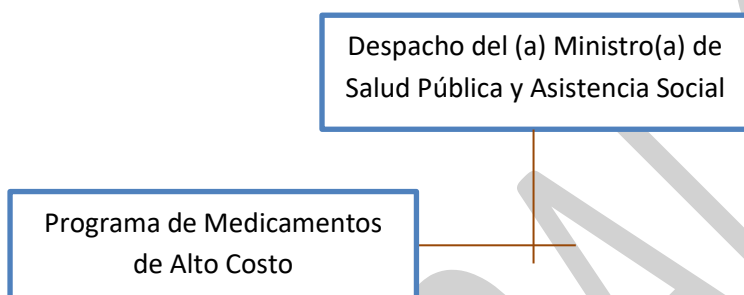 Despacho del (a) Ministro(a) de
Salud Pública y Asistencia Social
Programa de Medicamentos
de Alto Costo